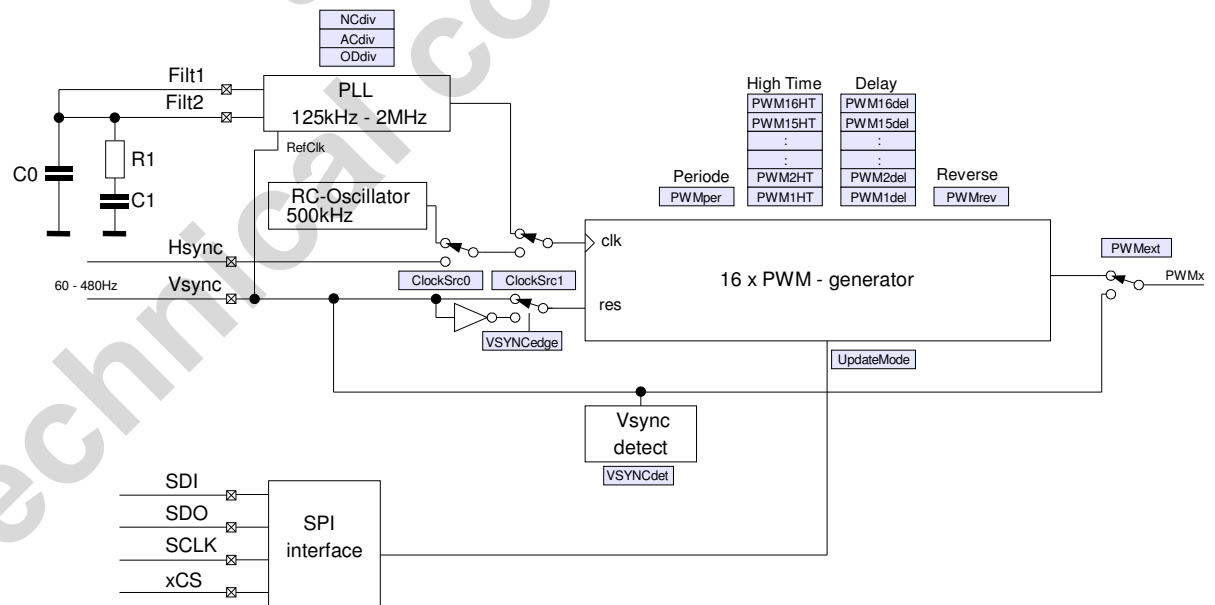 NCdiv
ACdiv
ODdiv
Filt1
Filt2
PLL
125kHz - 2MHz
RefClk
C0
R1
C1
RC-Oscillator
500kHz
Hsync
60 - 480Hz
Vsync
ClockSrc0
ClockSrc1
VSYNCedge
High Time
PWM16HT
PWM15HT
:
:
PWM2HT
PWM1HT
Delay
PWM16del
PWM15del
:
:
PWM2del
PWM1del
Periode
PWMper
Reverse
PWMrev
clk
16 x PWM - generator
res
PWMext
PWMx
UpdateMode
Vsync
detect
VSYNCdet
SDI
SDO
SCLK
xCS
SPI
interface
technical co